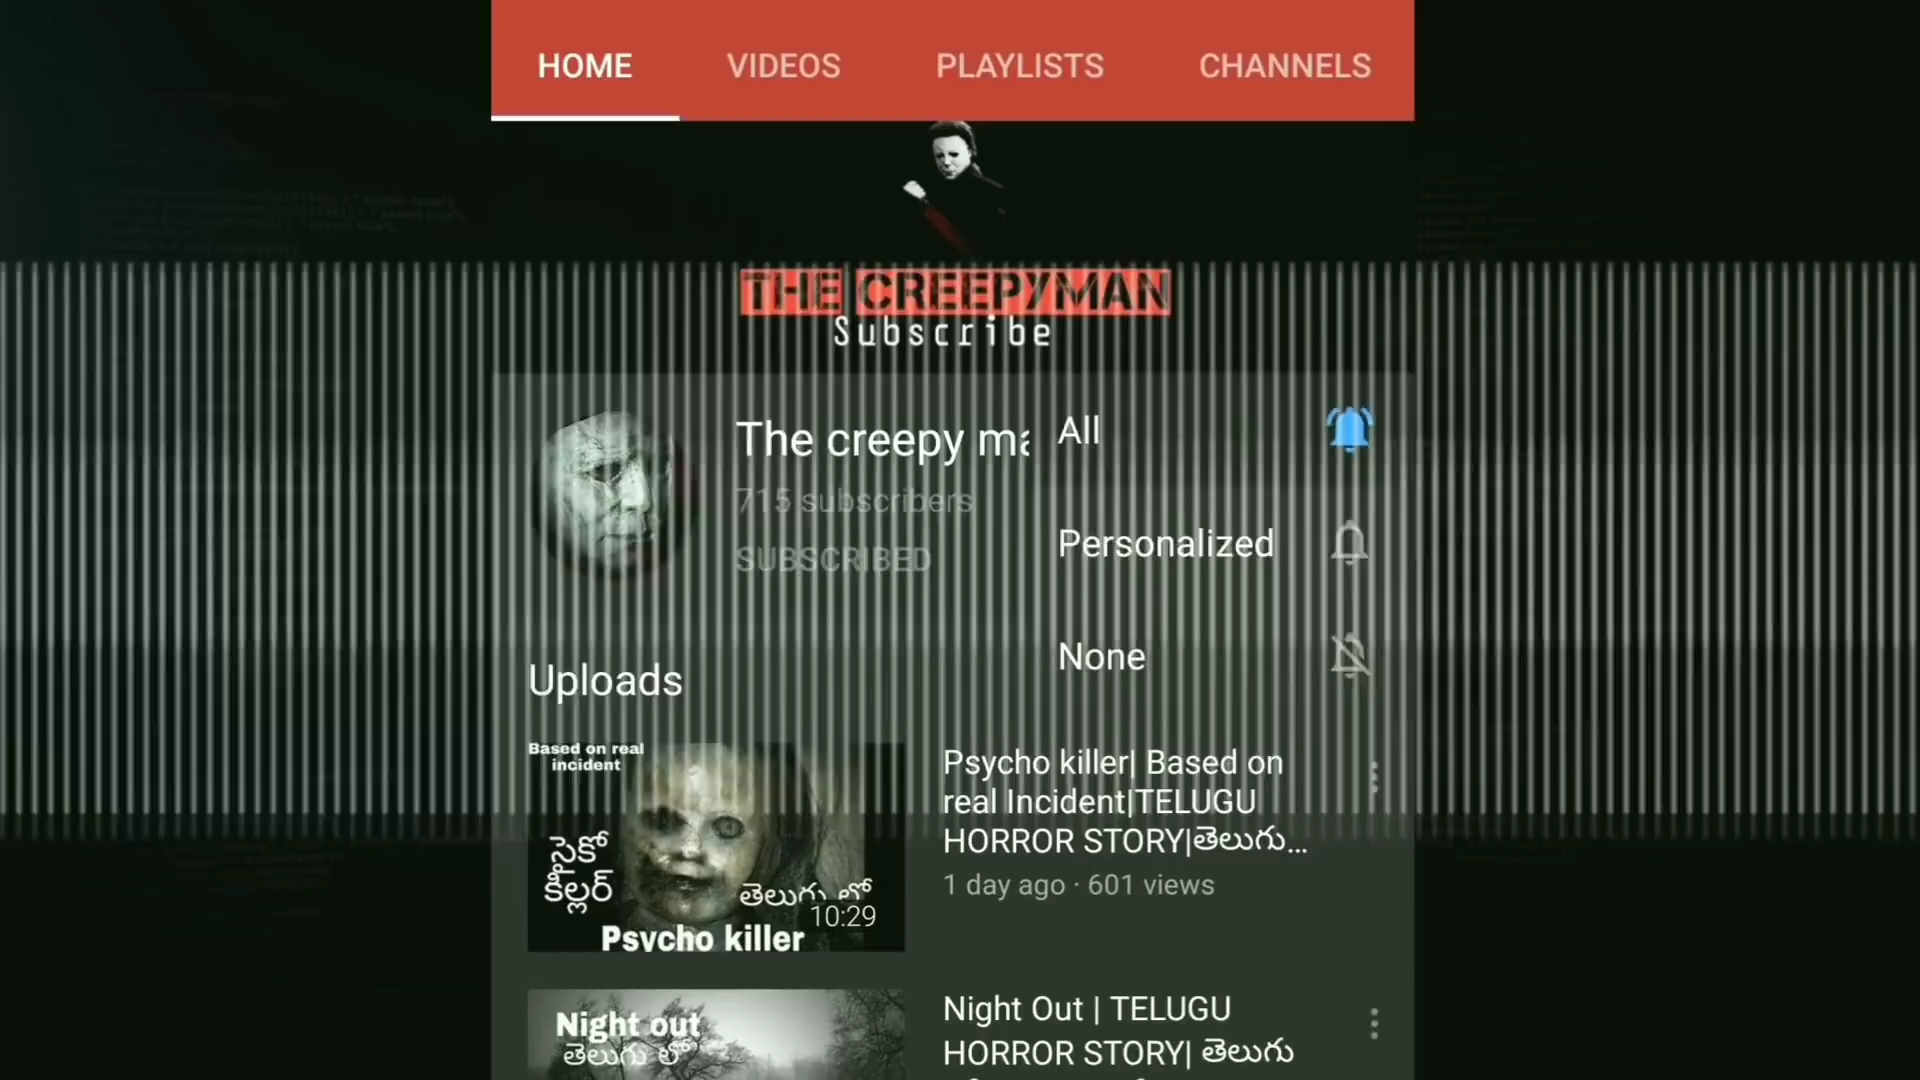 HOME VIDEOS PLAYLISTS CHANNELS
THE CREEPYMAN
Subscribe
The creepy ma
715 subscribers
SUBSCRIBED
All
Personalized
None
Uploads
Based on real
incident
సైకో
కిల్లర్
తెలుగు లో
10:29
Psycho killer
Psycho killer| Based on
real Incident|TELUGU
HORROR STORY|తెలుగు...
1 day ago · 601 views
Night out
తెలుగు లో
Night Out | TELUGU
HORROR STORY| తెలుగు